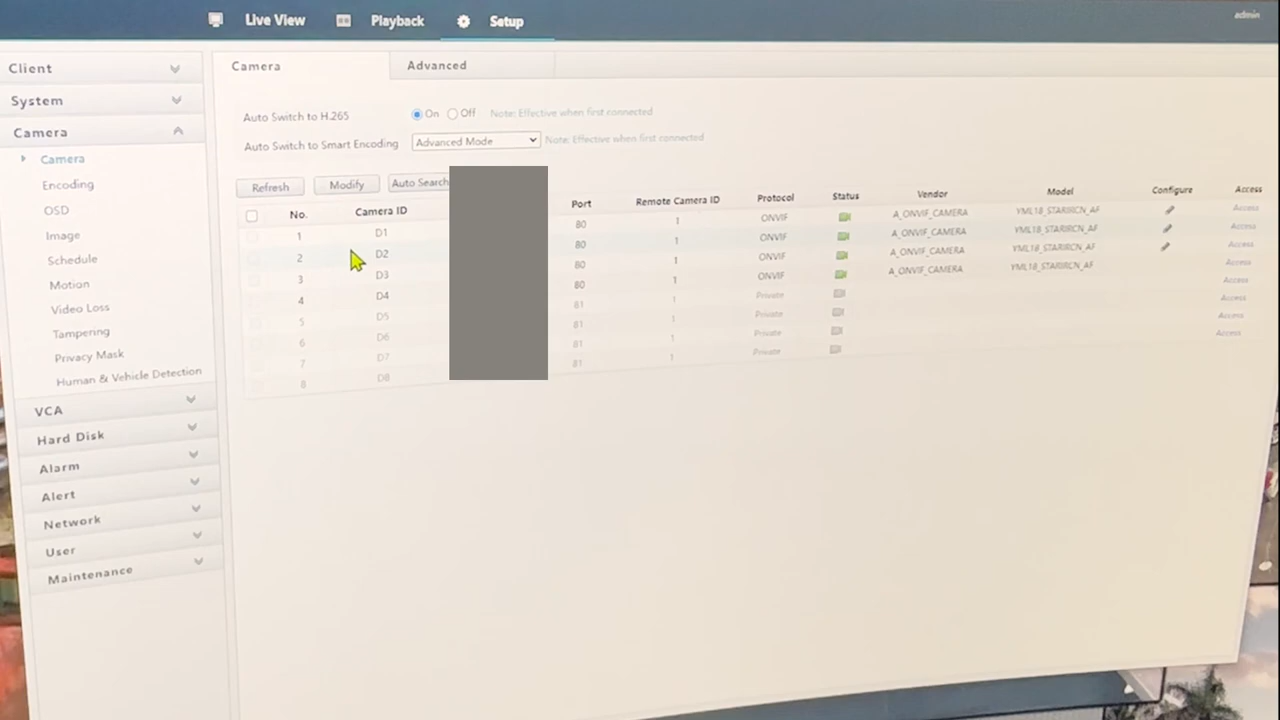 Live View Playback Setup admin
Client
System
Camera
Camera
Encoding
OSD
Image
Schedule
Motion
Video Loss
Tampering
Privacy Mask
Human & Vehicle Detection
VCA
Hard Disk
Alarm
Alert
Network
User
Maintenance
Camera Advanced
Auto Switch to H.265 On Off Note: Effective when first connected
Auto Switch to Smart Encoding Advanced Mode Note: Effective when first connected
Refresh Modify Auto Search
No. Camera ID Port Remote Camera ID Protocol Status Vendor Model Configure Access
1 D1 80 1 ONVIF A_ONVIF_CAMERA YML18_STARIRCN_AF Access
2 D2 80 1 ONVIF A_ONVIF_CAMERA YML18_STARIRCN_AF Access
3 D3 80 1 ONVIF A_ONVIF_CAMERA YML18_STARIRCN_AF Access
4 D4 80 1 ONVIF A_ONVIF_CAMERA YML18_STARIRCN_AF Access
5 D5 81 1 Private Access
6 D6 81 1 Private Access
7 D7 81 1 Private Access
8 D8 81 1 Private Access